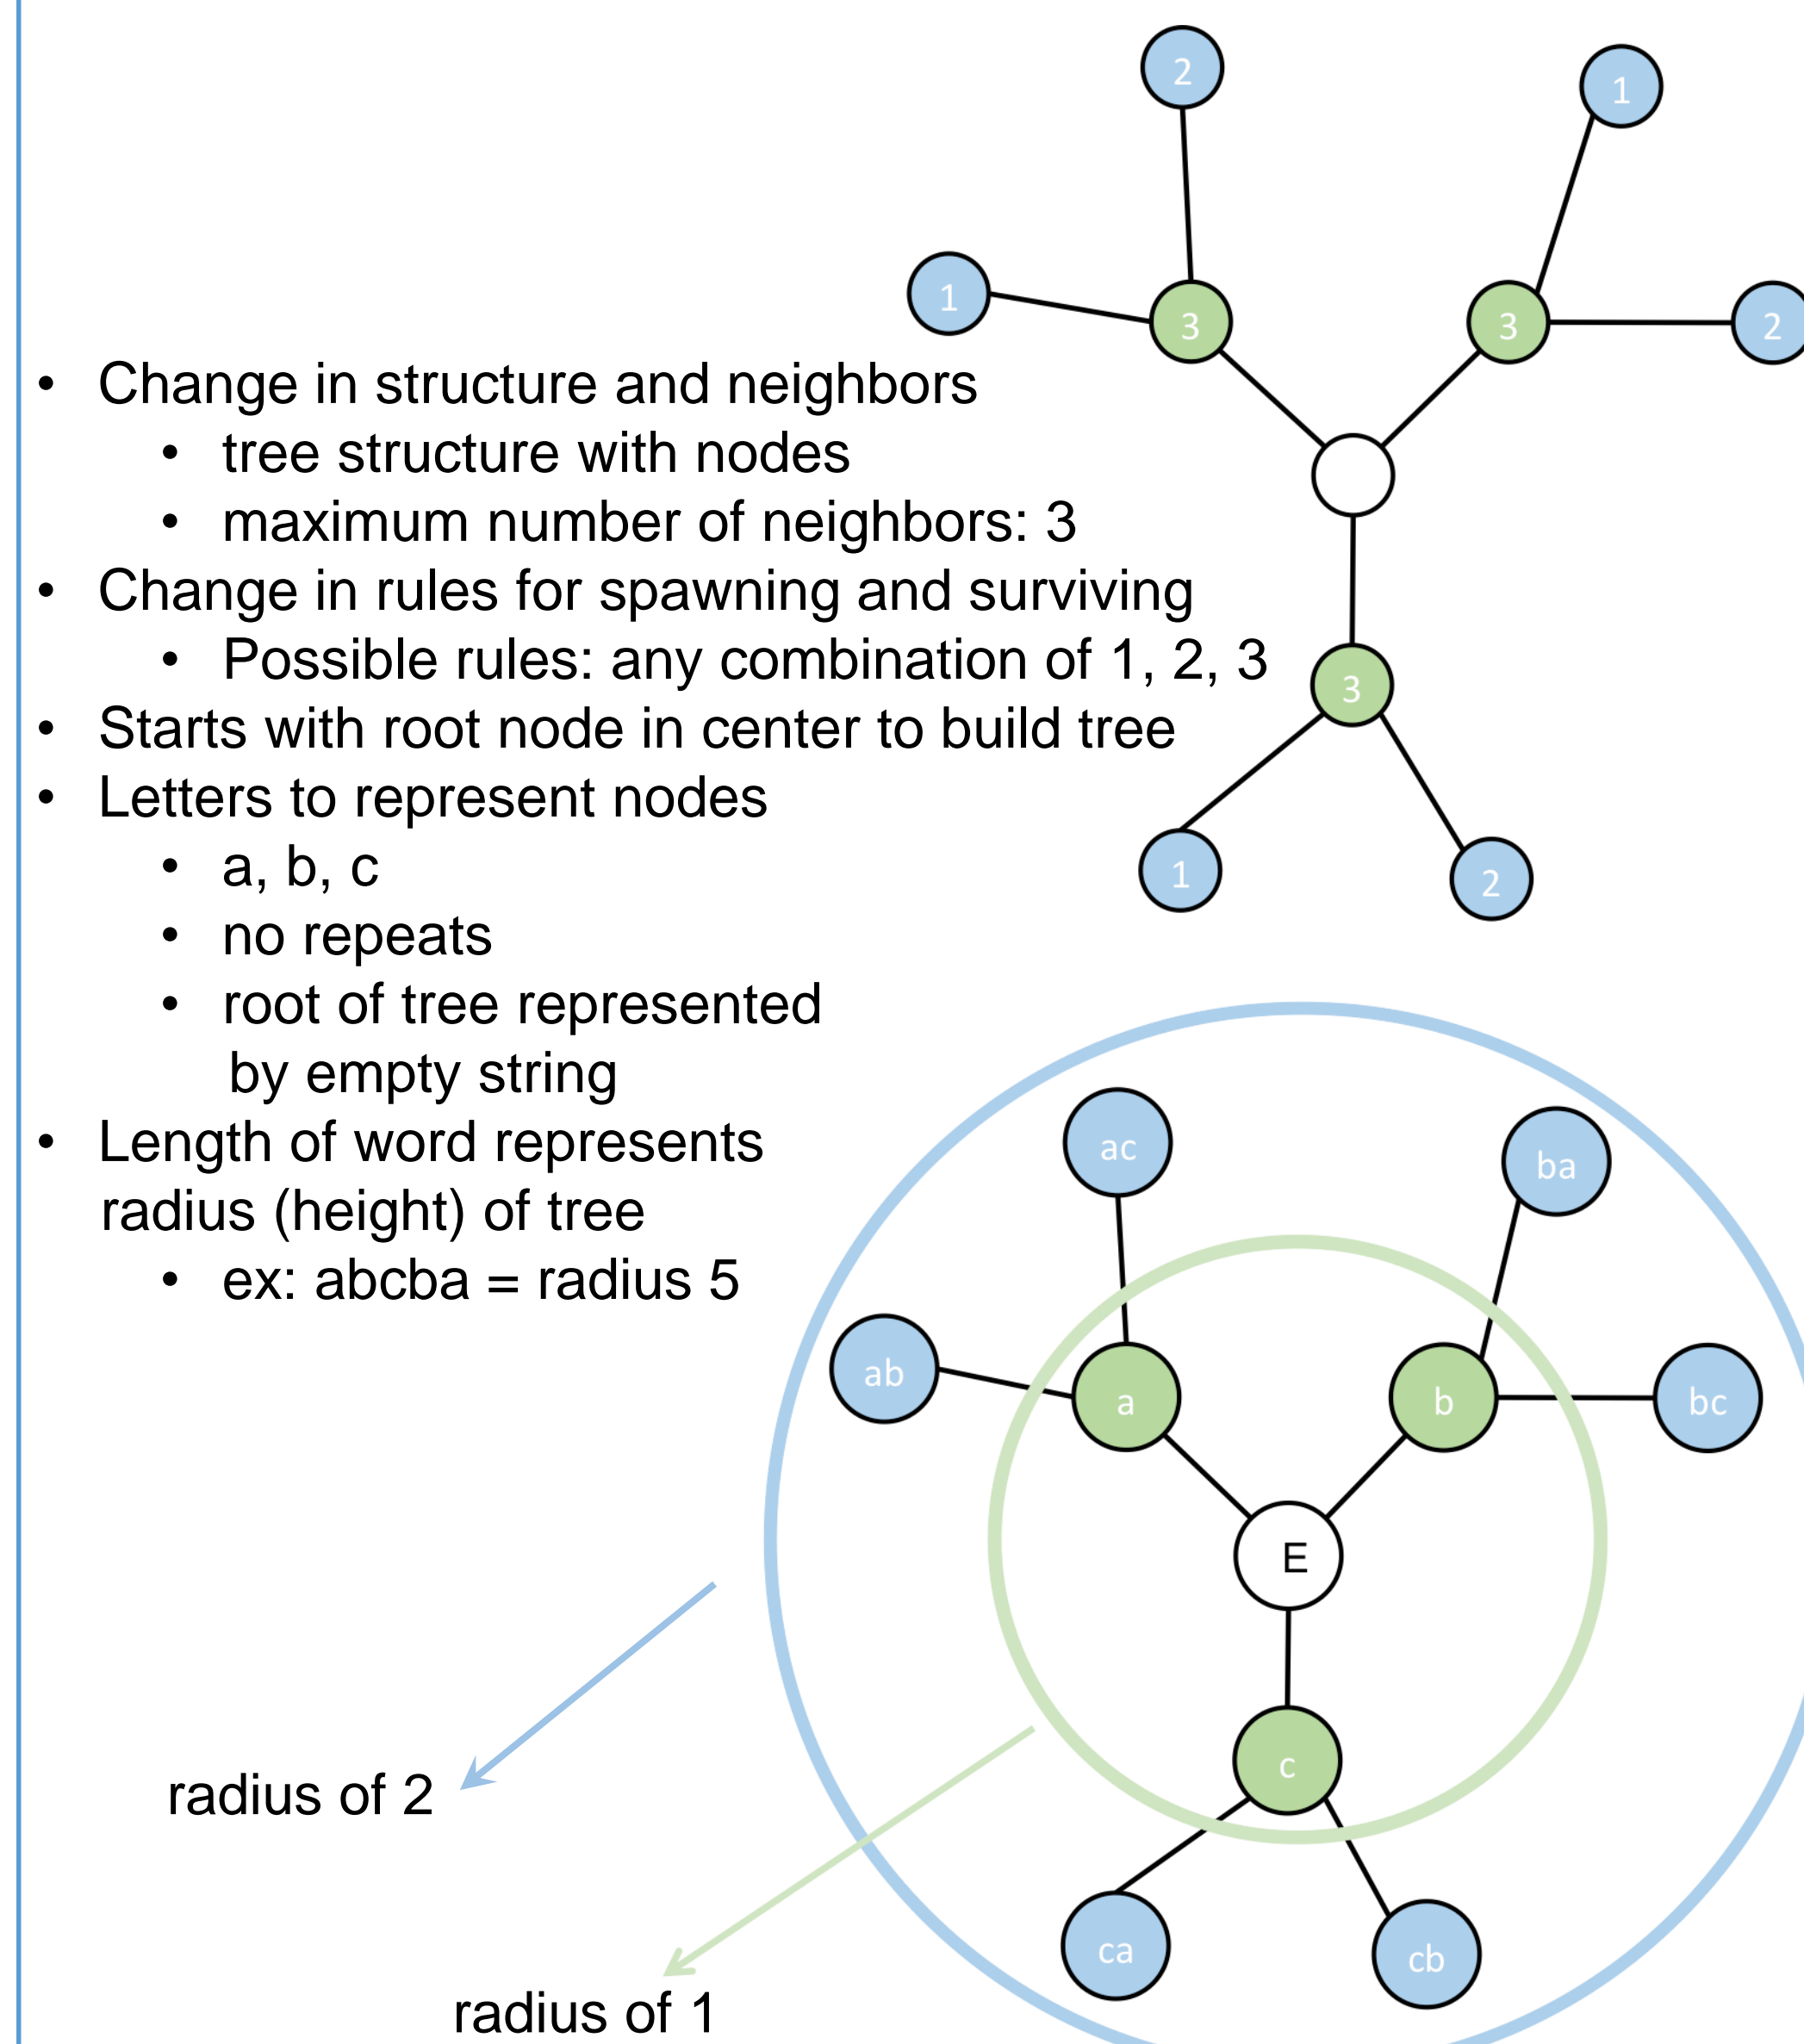 2
1
1
3
3
2
• Change in structure and neighbors
• tree structure with nodes
• maximum number of neighbors: 3
• Change in rules for spawning and surviving
• Possible rules: any combination of 1, 2, 3
3
• Starts with root node in center to build tree
• Letters to represent nodes
• a, b, c
1
2
• no repeats
• root of tree represented
by empty string
• Length of word represents
radius (height) of tree
• ex: abcba = radius 5
ac
ba
ab
a
b
bc
E
c
radius of 2
ca
cb
radius of 1